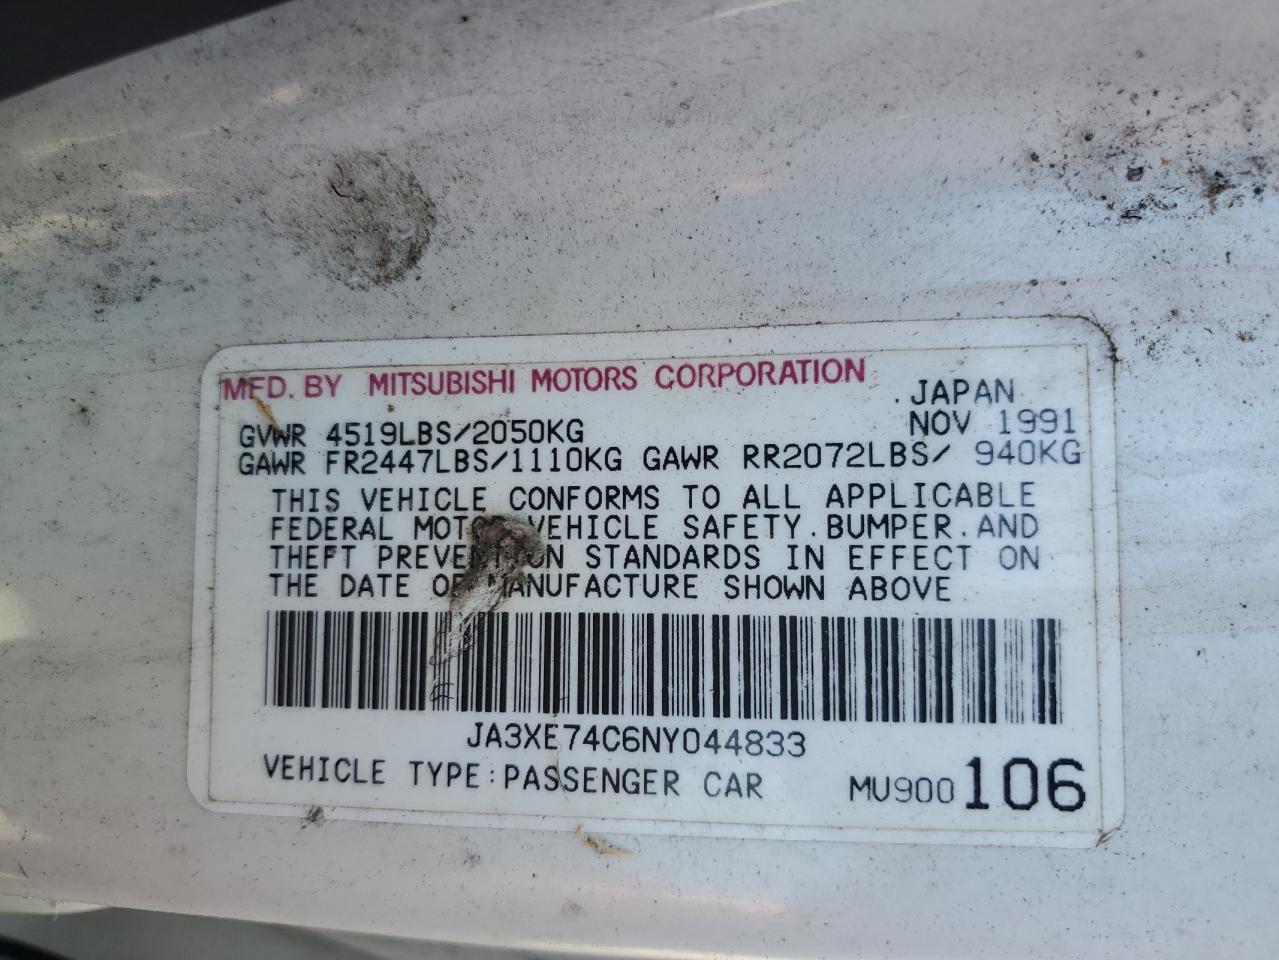 MFD. BY MITSUBISHI MOTORS CORPORATION
JAPAN
GVWR 4519LBS/2050KG NOV 1991
GAWR FR2447LBS/1110KG GAWR RR2072LBS/ 940KG
THIS VEHICLE CONFORMS TO ALL APPLICABLE
FEDERAL MOTOR VEHICLE SAFETY.BUMPER.AND
THEFT PREVENTION STANDARDS IN EFFECT ON
THE DATE OF MANUFACTURE SHOWN ABOVE
JA3XE74C6NY044833
VEHICLE TYPE:PASSENGER CAR MU900106